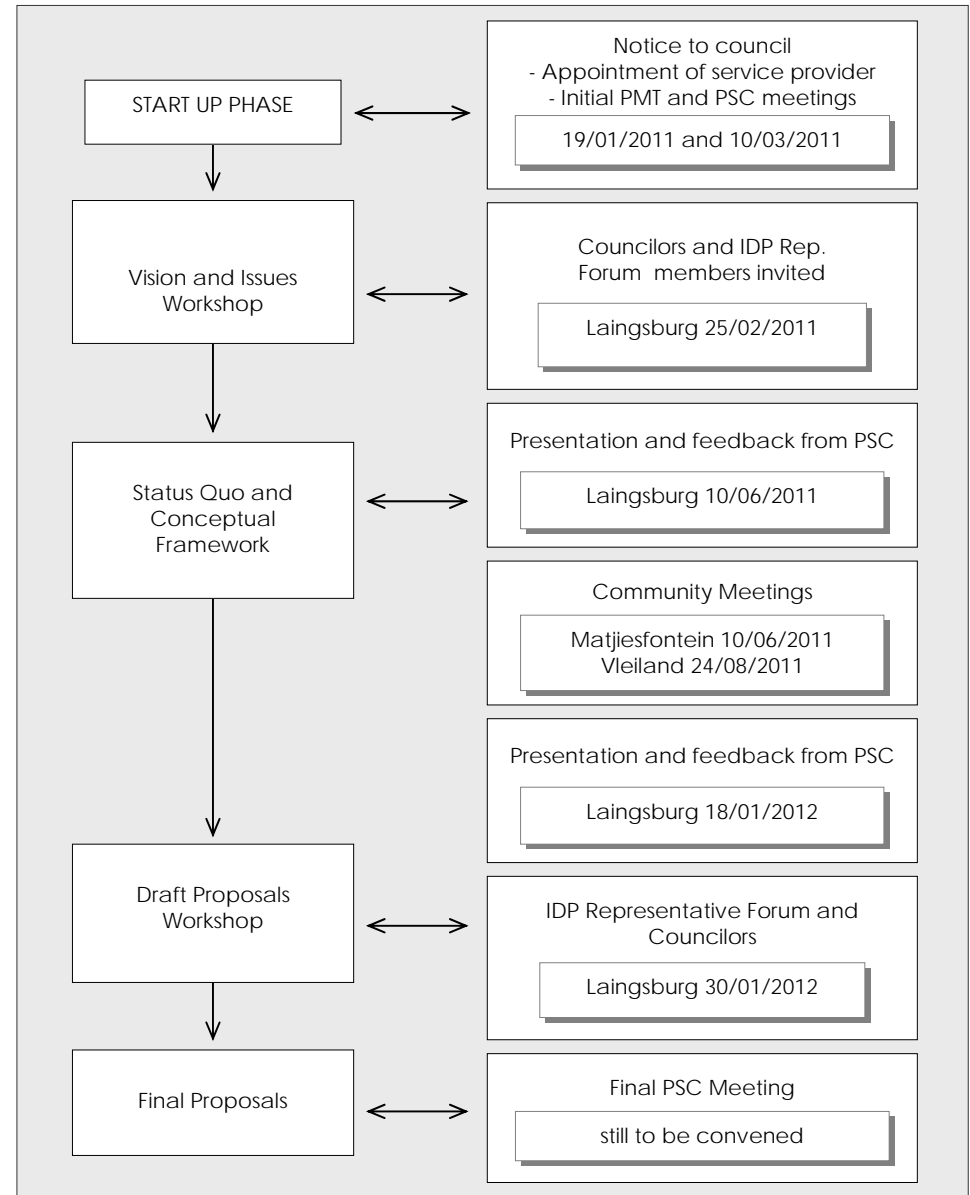 START UP PHASE
Notice to council
- Appointment of service provider
- Initial PMT and PSC meetings
19/01/2011 and 10/03/2011
Vision and Issues
Workshop
Councilors and IDP Rep.
Forum members invited
Laingsburg 25/02/2011
Status Quo and
Conceptual
Framework
Presentation and feedback from PSC
Laingsburg 10/06/2011
Community Meetings
Matjiesfontein 10/06/2011
Vleiland 24/08/2011
Presentation and feedback from PSC
Laingsburg 18/01/2012
Draft Proposals
Workshop
IDP Representative Forum and
Councilors
Laingsburg 30/01/2012
Final Proposals
Final PSC Meeting
still to be convened